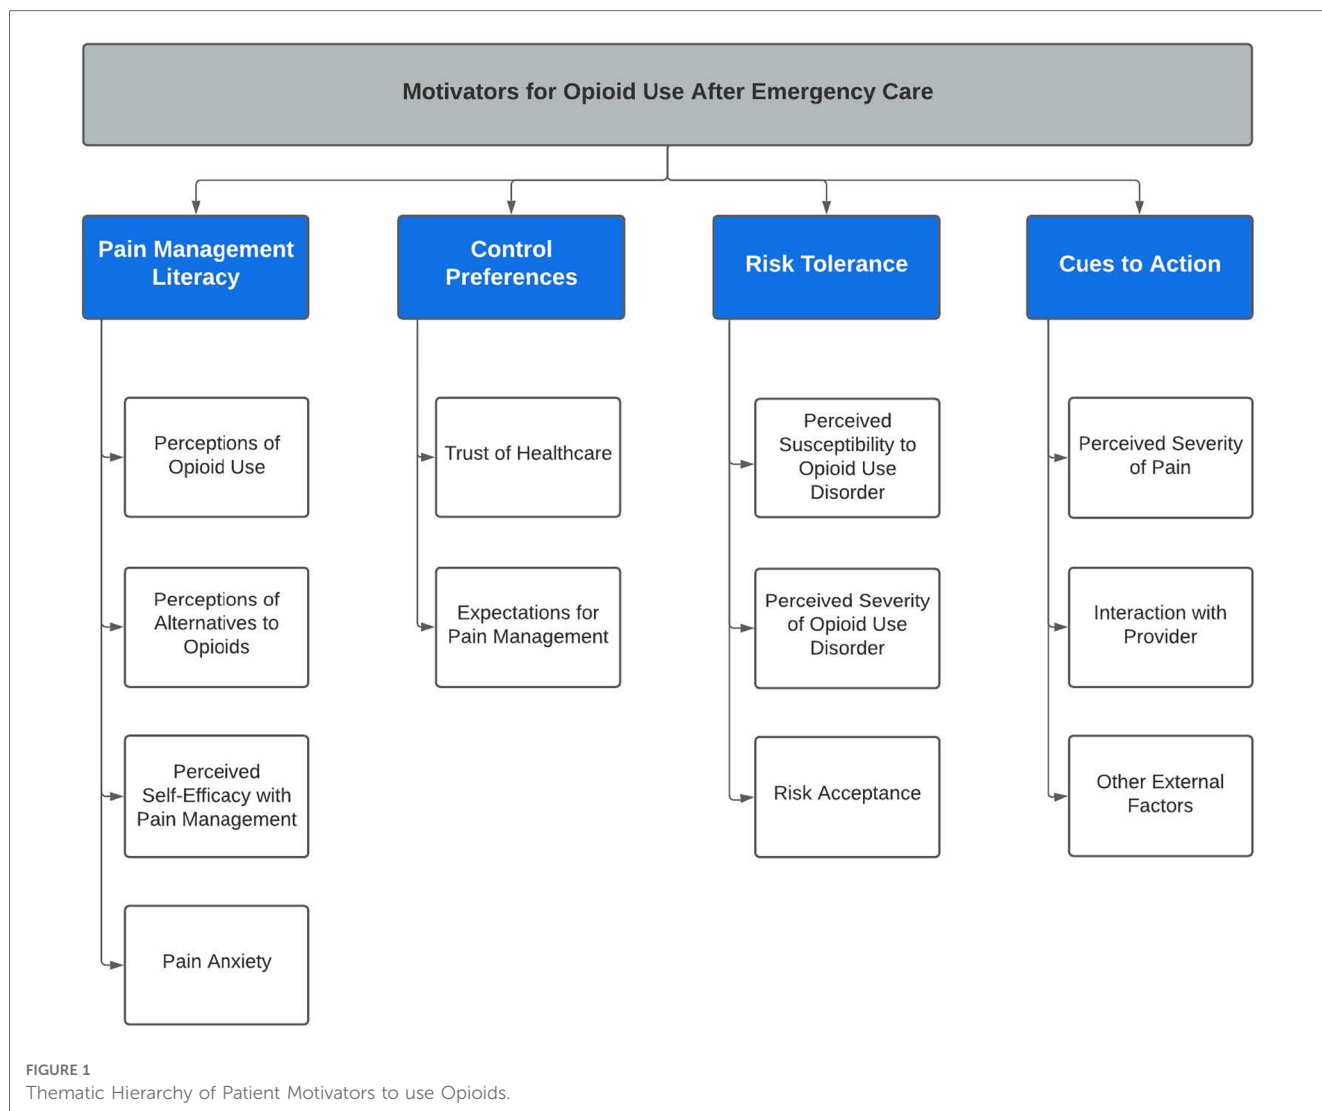 Motivators for Opioid Use After Emergency Care
Pain Management
Literacy
Perceptions of
Opioid Use
Perceptions of
Alternatives to
Opioids
Perceived
Self-Efficacy with
Pain Management
Pain Anxiety
Control
Preferences
Trust of Healthcare
Expectations for
Pain Management
Risk Tolerance
Perceived
Susceptibility to
Opioid Use
Disorder
Perceived Severity
of Opioid Use
Disorder
Risk Acceptance
Cues to Action
Perceived Severity
of Pain
Interaction with
Provider
Other External
Factors
FIGURE 1
Thematic Hierarchy of Patient Motivators to use Opioids.